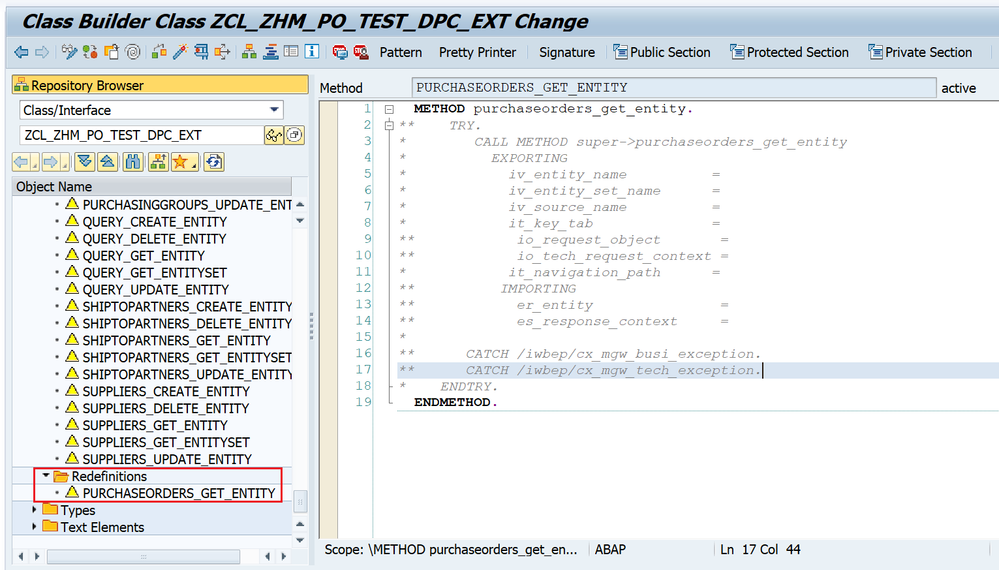 Class Builder Class ZCL_ZHM_PO_TEST_DPC_EXT Change
Pattern Pretty Printer Signature Public Section Protected Section Private Section
Repository Browser
Class/Interface
ZCL_ZHM_PO_TEST_DPC_EXT
Object Name
PURCHASINGGROUPS_UPDATE_ENT
QUERY_CREATE_ENTITY
QUERY_DELETE_ENTITY
QUERY_GET_ENTITY
QUERY_GET_ENTITYSET
QUERY_UPDATE_ENTITY
SHIPTOPARTNERS_CREATE_ENTITY
SHIPTOPARTNERS_DELETE_ENTITY
SHIPTOPARTNERS_GET_ENTITY
SHIPTOPARTNERS_GET_ENTITYSET
SHIPTOPARTNERS_UPDATE_ENTITY
SUPPLIERS_CREATE_ENTITY
SUPPLIERS_DELETE_ENTITY
SUPPLIERS_GET_ENTITY
SUPPLIERS_GET_ENTITYSET
SUPPLIERS_UPDATE_ENTITY
Redefinitions
PURCHASEORDERS_GET_ENTITY
Types
Text Elements
Method PURCHASEORDERS_GET_ENTITY active
1 METHOD purchaseorders_get_entity.
2 ** TRY.
3 * CALL METHOD super->purchaseorders_get_entity
4 * EXPORTING
5 * iv_entity_name =
6 * iv_entity_set_name =
7 * iv_source_name =
8 * it_key_tab =
9 ** io_request_object =
10 ** io_tech_request_context =
11 * it_navigation_path =
12 ** IMPORTING
13 ** er_entity =
14 ** es_response_context =
15 *
16 ** CATCH /iwbep/cx_mgw_busi_exception.
17 ** CATCH /iwbep/cx_mgw_tech_exception.
18 * ENDTRY.
19 ENDMETHOD.
Scope: \METHOD purchaseorders_get_en... ABAP Ln 17 Col 44